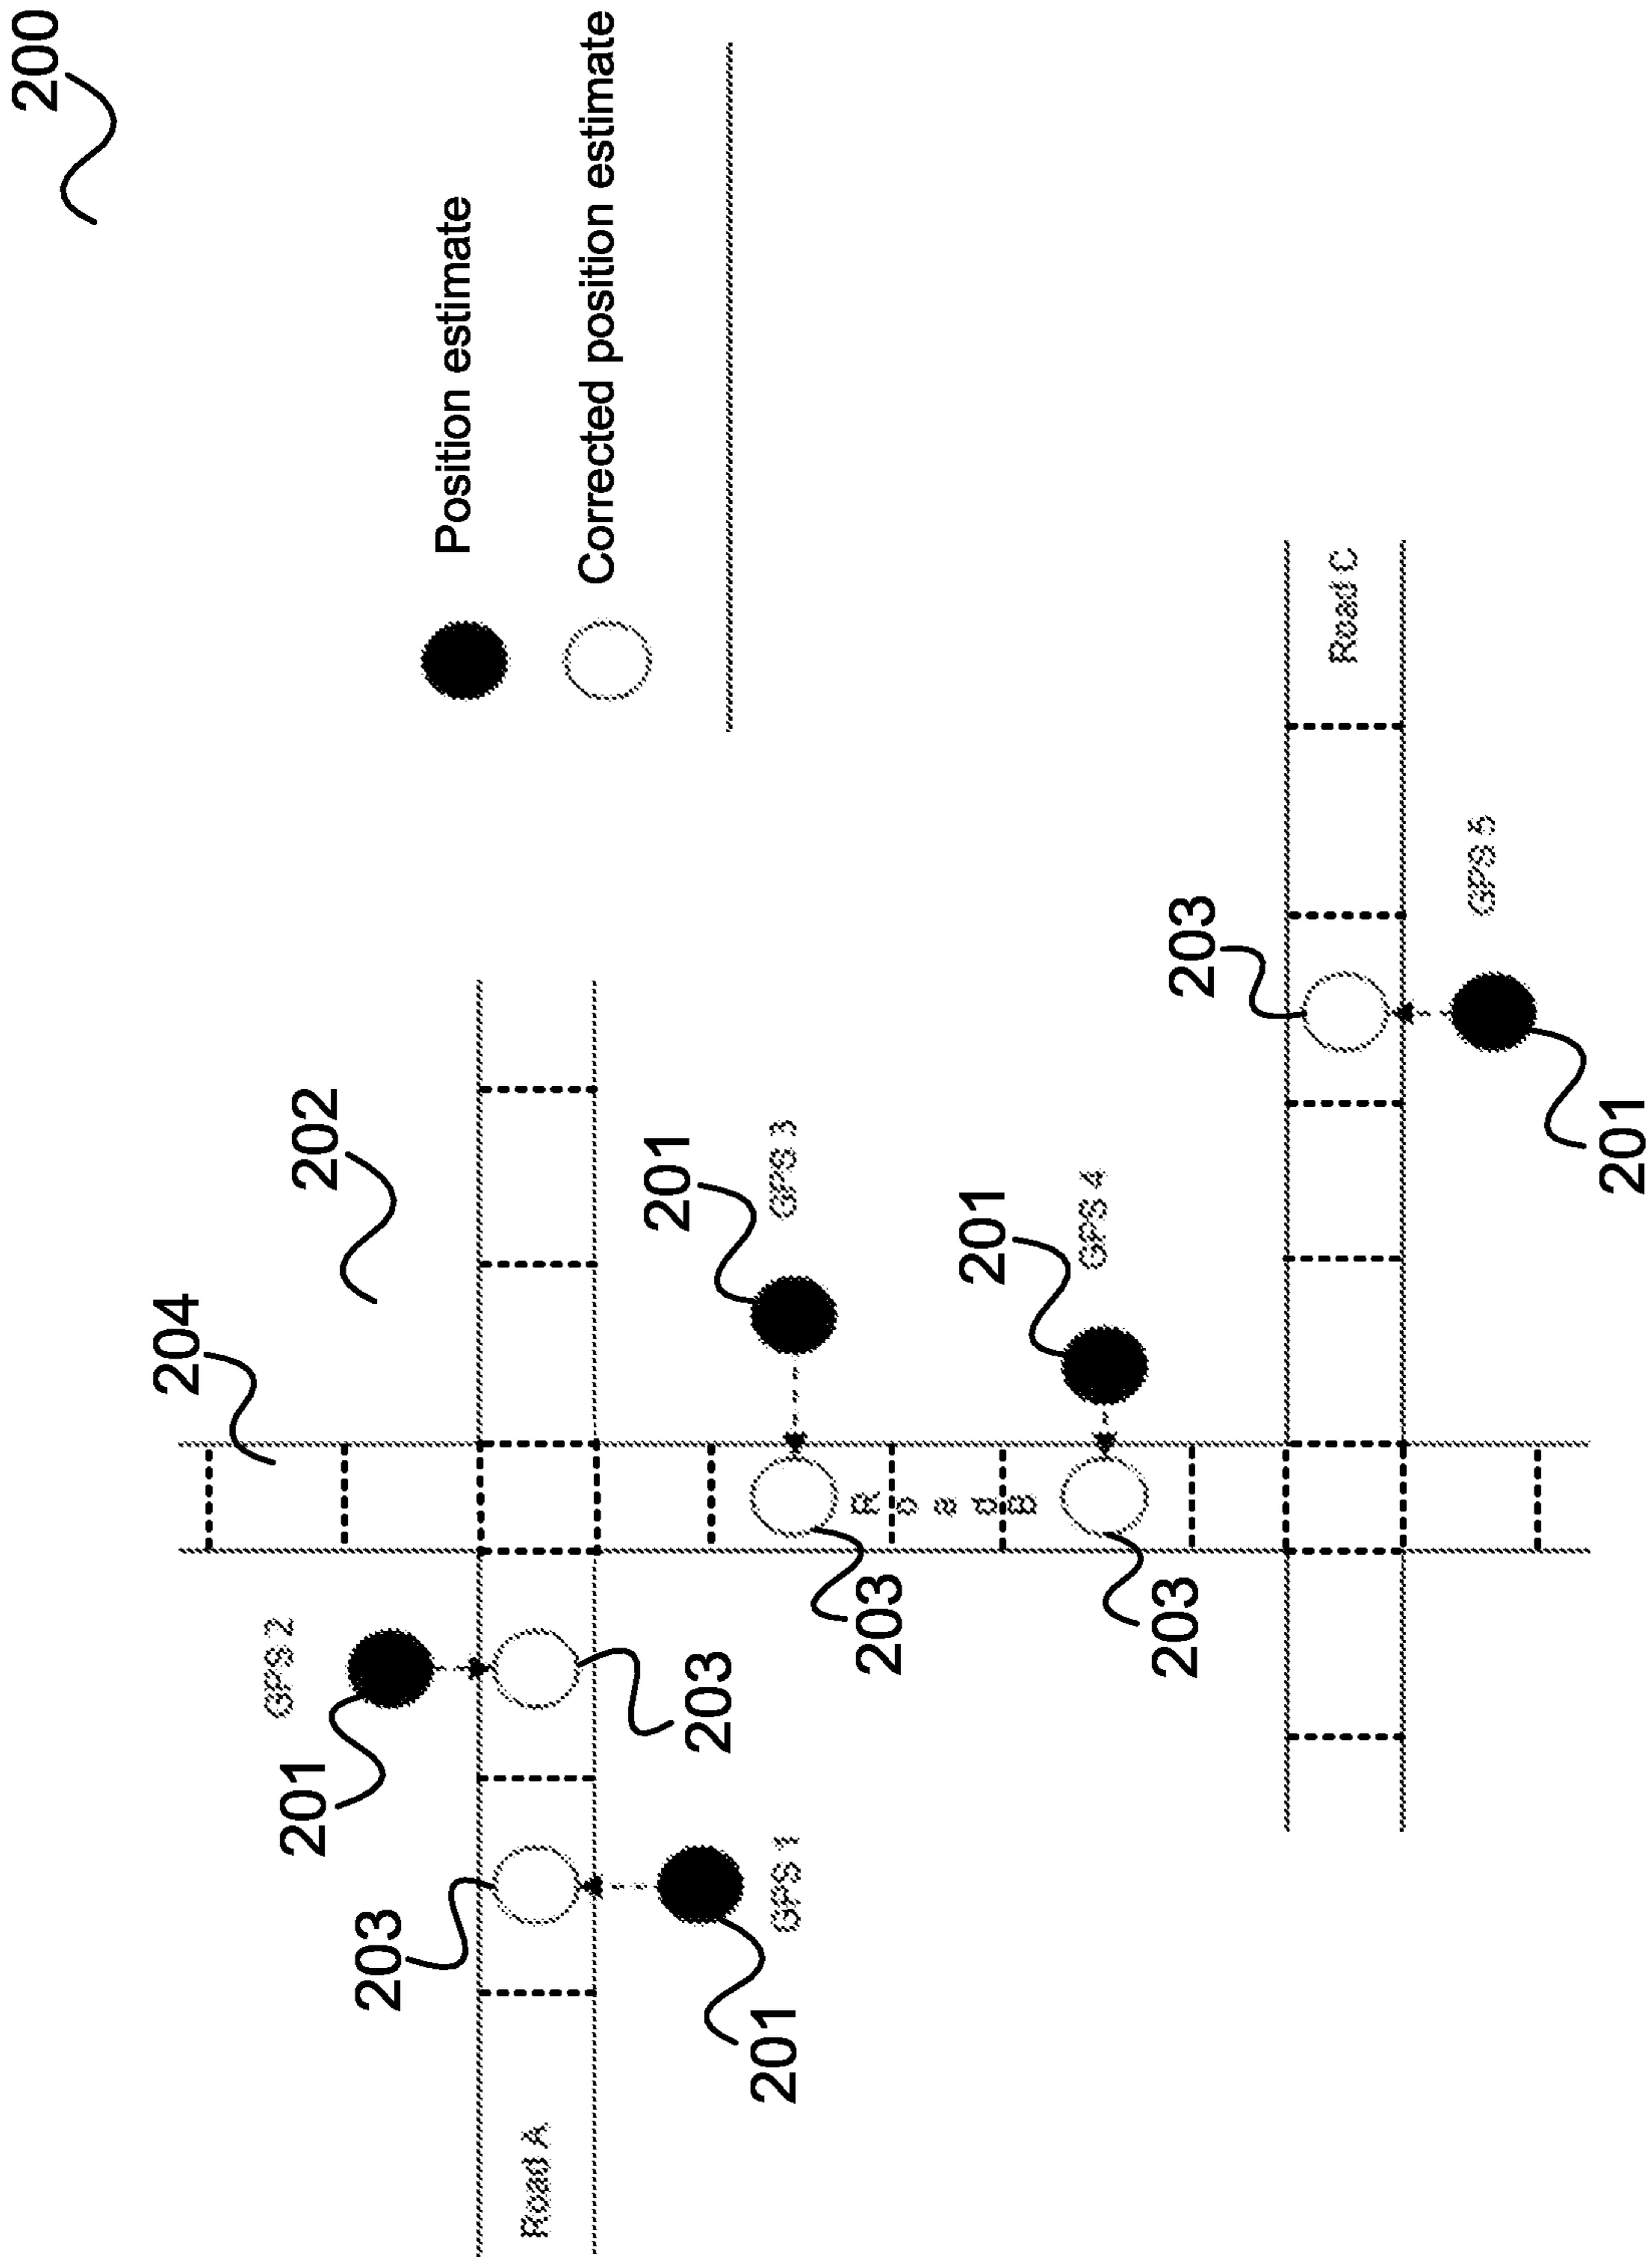 200
Position estimate
Corrected position estimate
204
202
GPS 2
201
203
Road A
203
203
201
GPS 1
201
GPS 3
203
Road B
201
GPS 4
203
203
Road C
GPS 5
201